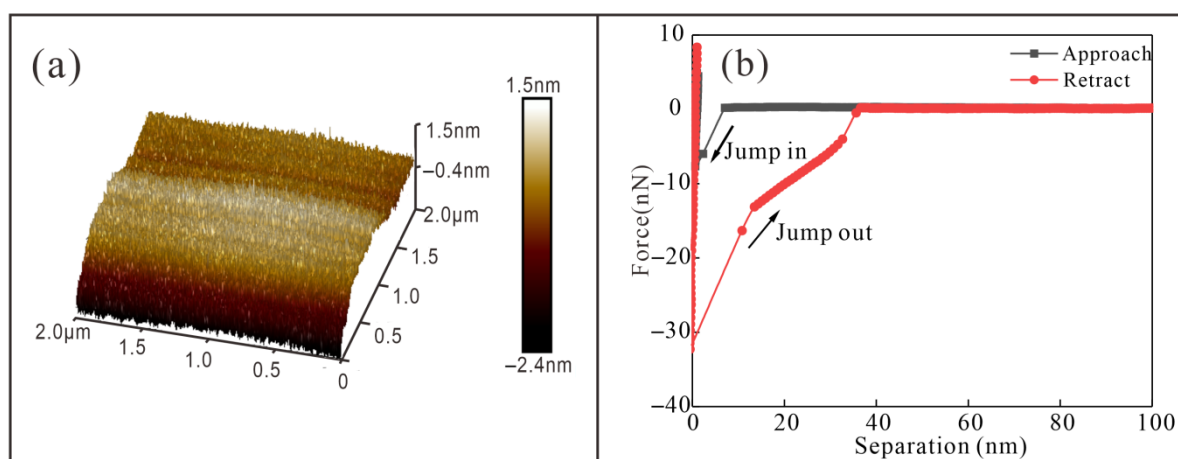 (a)
1.5nm
1.5nm
−0.4nm
2.0μm
1.5
1.0
0.5
0
2.0μm
1.5
1.0
0.5
−2.4nm
(b)
Approach
Retract
Jump in
Jump out
Force(nN)
10
0
−10
−20
−30
−40
0
20
40
60
80
100
Separation (nm)